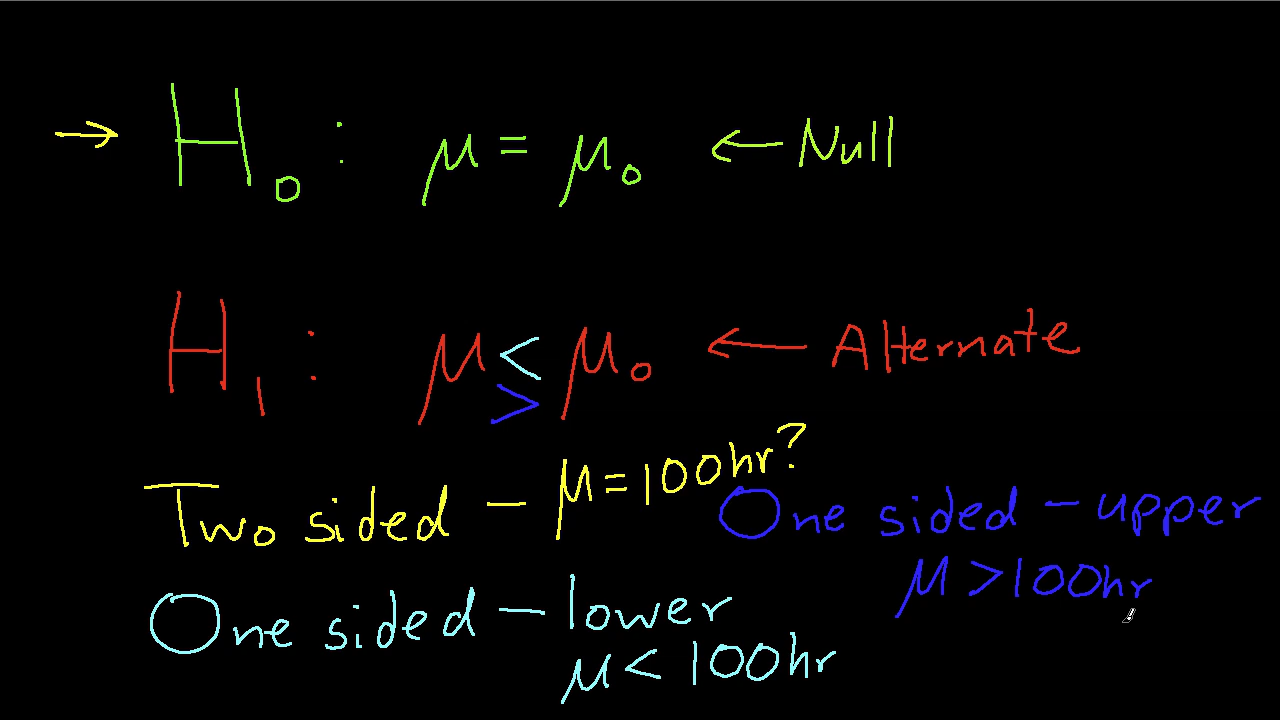 → H₀ : μ = μ₀ ← Null
H₁ : μ < μ₀ ← Alternate
>
Two sided – μ = 100hr?
One sided – upper
μ > 100hr
One sided – lower
μ < 100hr